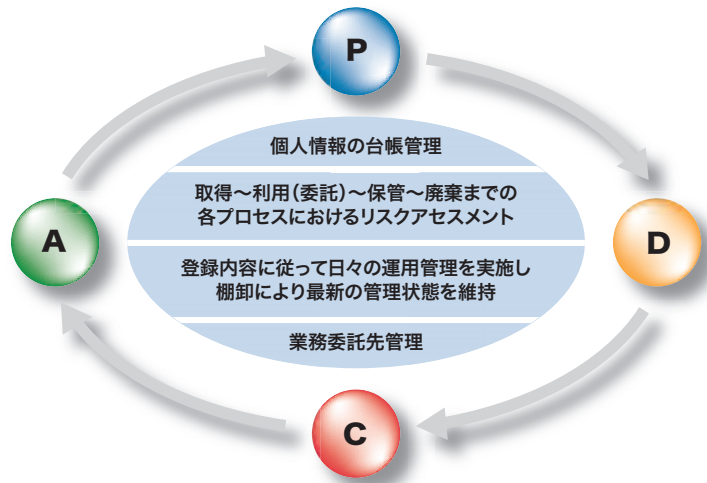 P
個人情報の台帳管理
取得～利用（委託）～保管～廃棄までの
各プロセスにおけるリスクアセスメント
A
D
登録内容に従って日々の運用管理を実施し
棚卸により最新の管理状態を維持
業務委託先管理
C